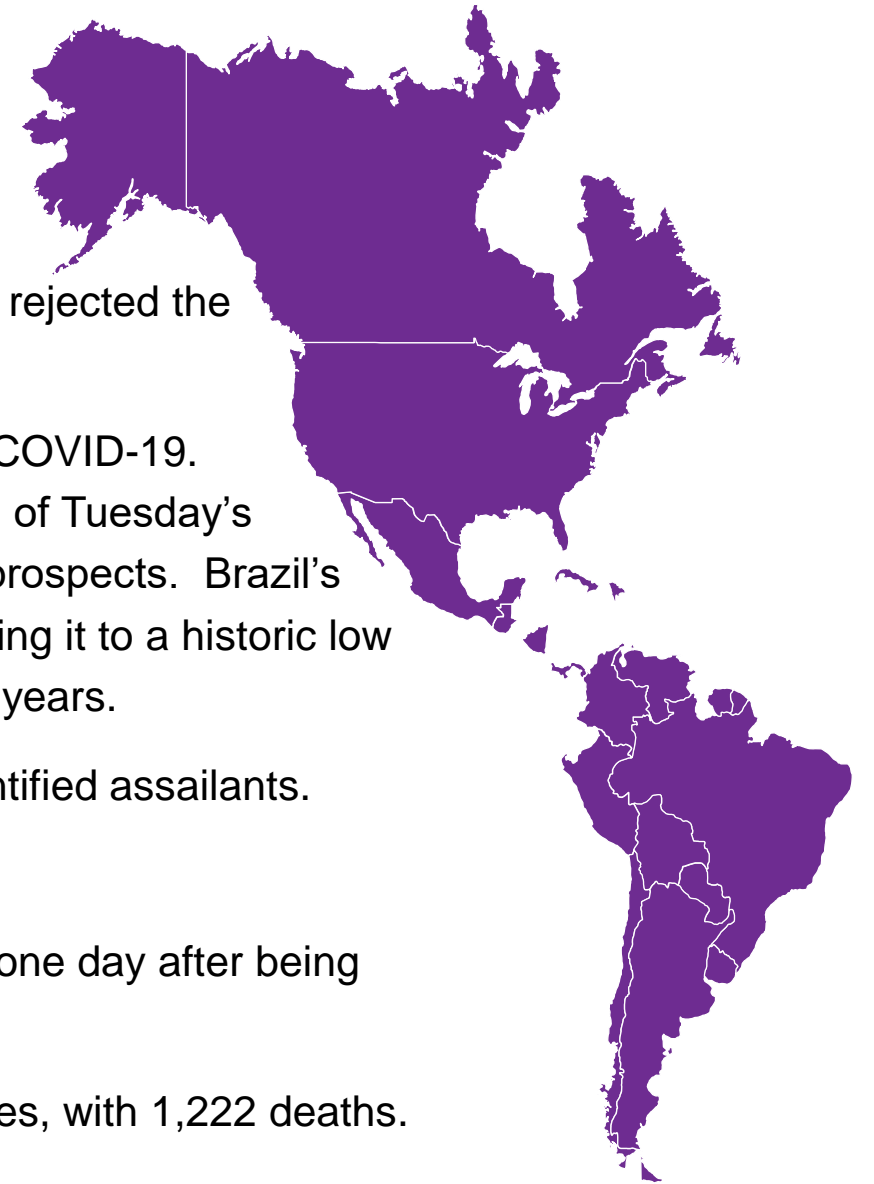 rejected the
COVID-19.
of Tuesday’s
prospects.  Brazil’s
ing it to a historic low
years.
ntified assailants.
one day after being
es, with 1,222 deaths.